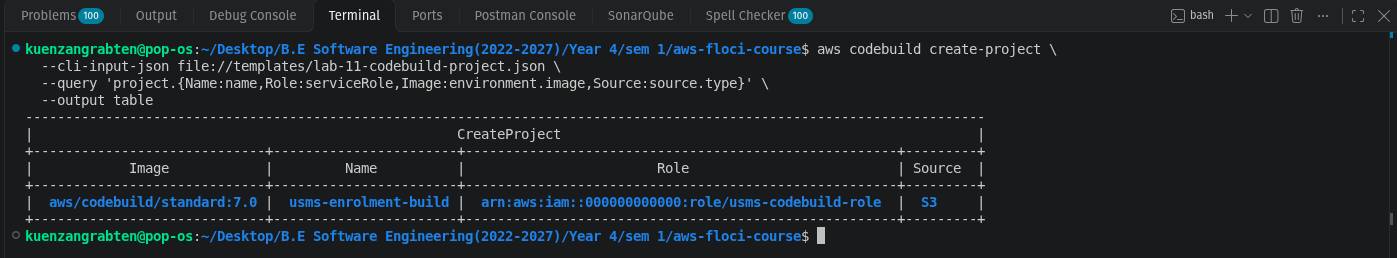 Problems 100 Output Debug Console Terminal Ports Postman Console SonarQube Spell Checker 100 bash
kuenzangrabten@pop-os:~/Desktop/B.E Software Engineering(2022-2027)/Year 4/sem 1/aws-floci-course$ aws codebuild create-project \
--cli-input-json file://templates/lab-11-codebuild-project.json \
--query 'project.{Name:name,Role:serviceRole,Image:environment.image,Source:source.type}' \
--output table
-----------------------------------------------------------------------------------------------------------------
| CreateProject |
+----------------------------+----------------------+---------------------------------------------------+---------+
| Image | Name | Role | Source |
+----------------------------+----------------------+---------------------------------------------------+---------+
| aws/codebuild/standard:7.0 | usms-enrolment-build | arn:aws:iam::000000000000:role/usms-codebuild-role | S3 |
+----------------------------+----------------------+---------------------------------------------------+---------+
kuenzangrabten@pop-os:~/Desktop/B.E Software Engineering(2022-2027)/Year 4/sem 1/aws-floci-course$